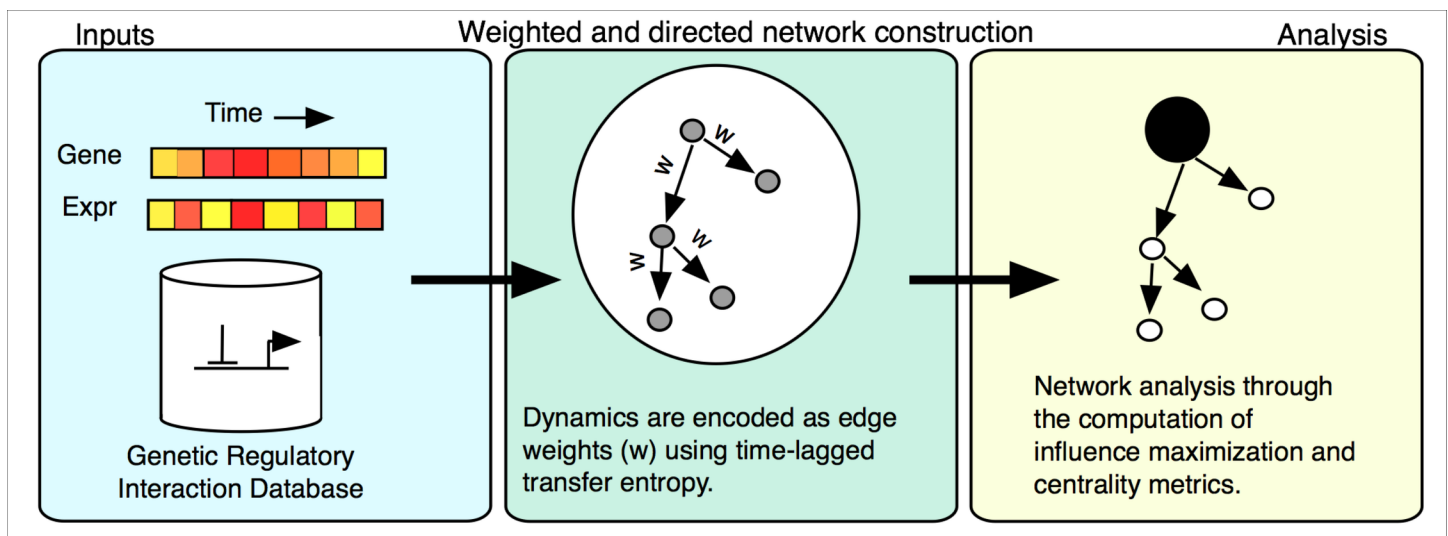 Inputs
Weighted and directed network construction
Analysis
Time
Gene
Expr
Genetic Regulatory
Interaction Database
w
w
w
w
Dynamics are encoded as edge
weights (w) using time-lagged
transfer entropy.
Network analysis through
the computation of
influence maximization and
centrality metrics.